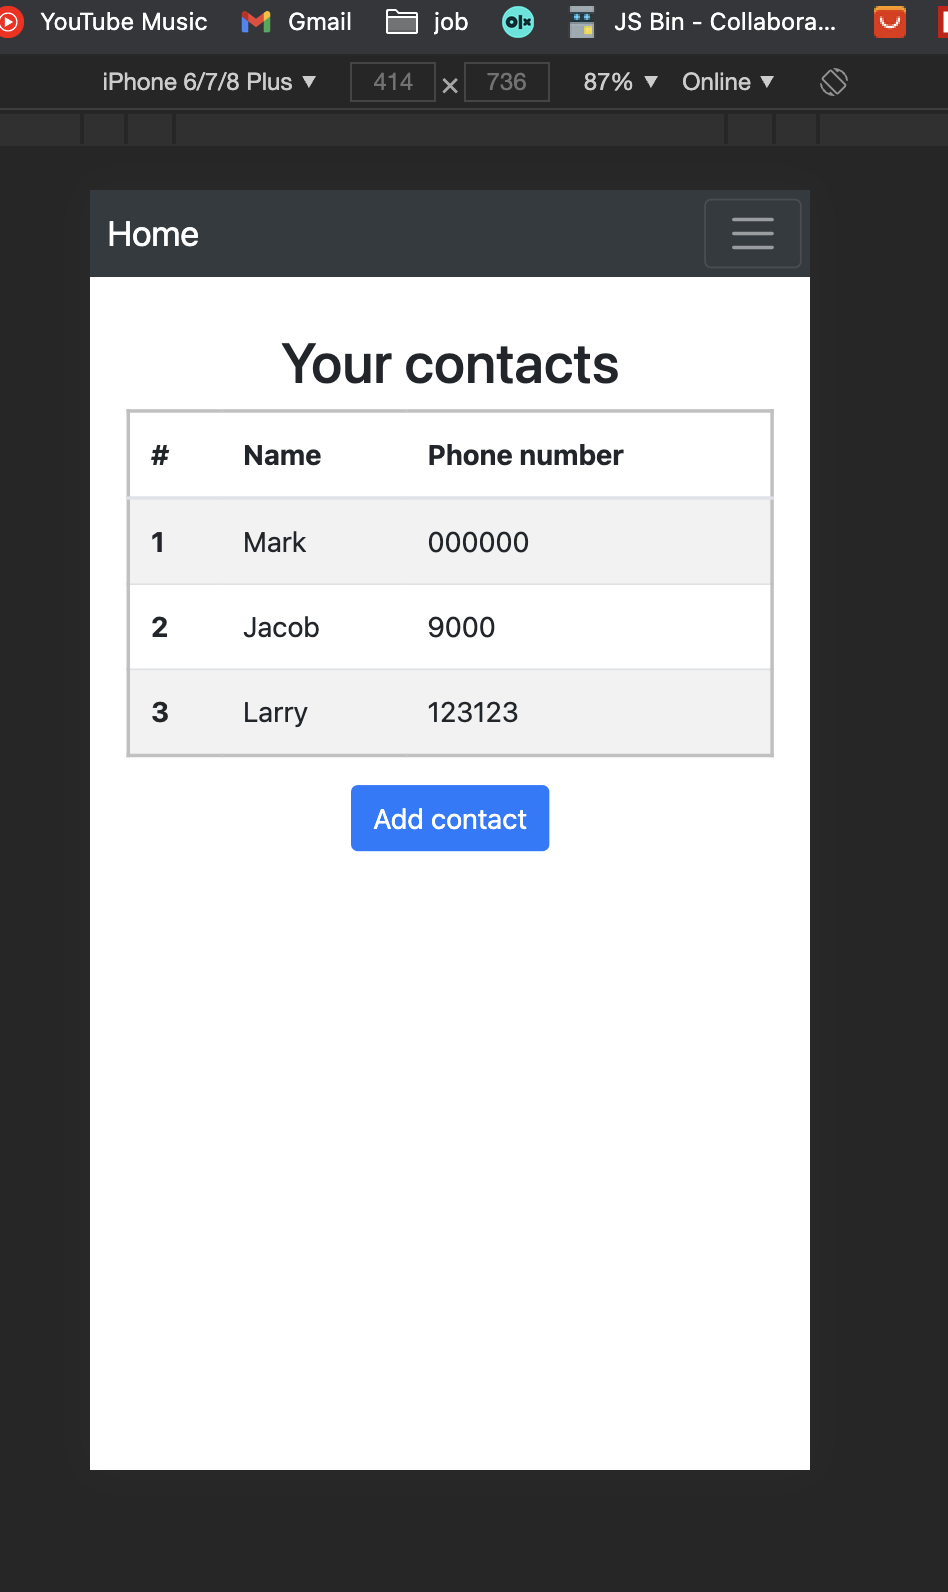 YouTube Music Gmail job olx JS Bin - Collabora...
iPhone 6/7/8 Plus ▼ 414 × 736 87% ▼ Online ▼
Home
Your contacts
# Name Phone number
1 Mark 000000
2 Jacob 9000
3 Larry 123123
Add contact